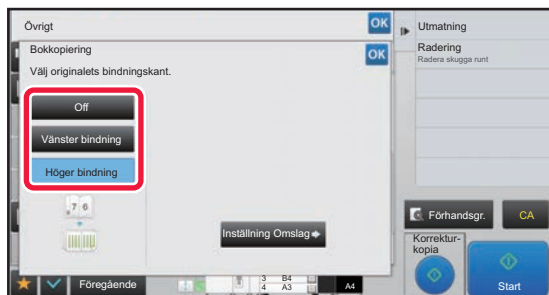 Övrigt
OK
Bokkopiering
OK
Välj originalets bindningskant.
Off
Vänster bindning
Höger bindning
7 6
Inställning Omslag
Föregående
3 B4
4 A3
A4
Utmatning
Radering
Radera skugga runt
Förhandsgr.
CA
Korrektur-
kopia
Start